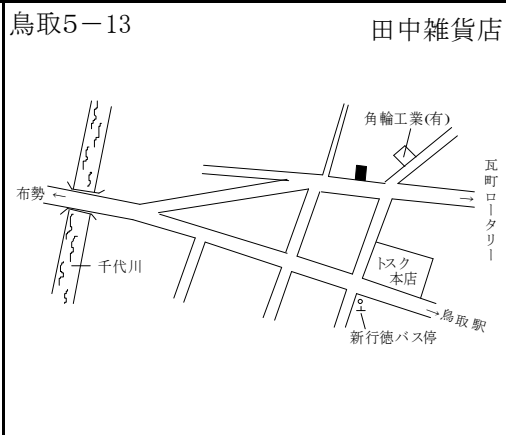 鳥取5－13
田中雑貨店
角輪工業(有)
瓦町ロータリー
→
布勢 ←
千代川
トスク
本店
→鳥取駅
新行徳バス停